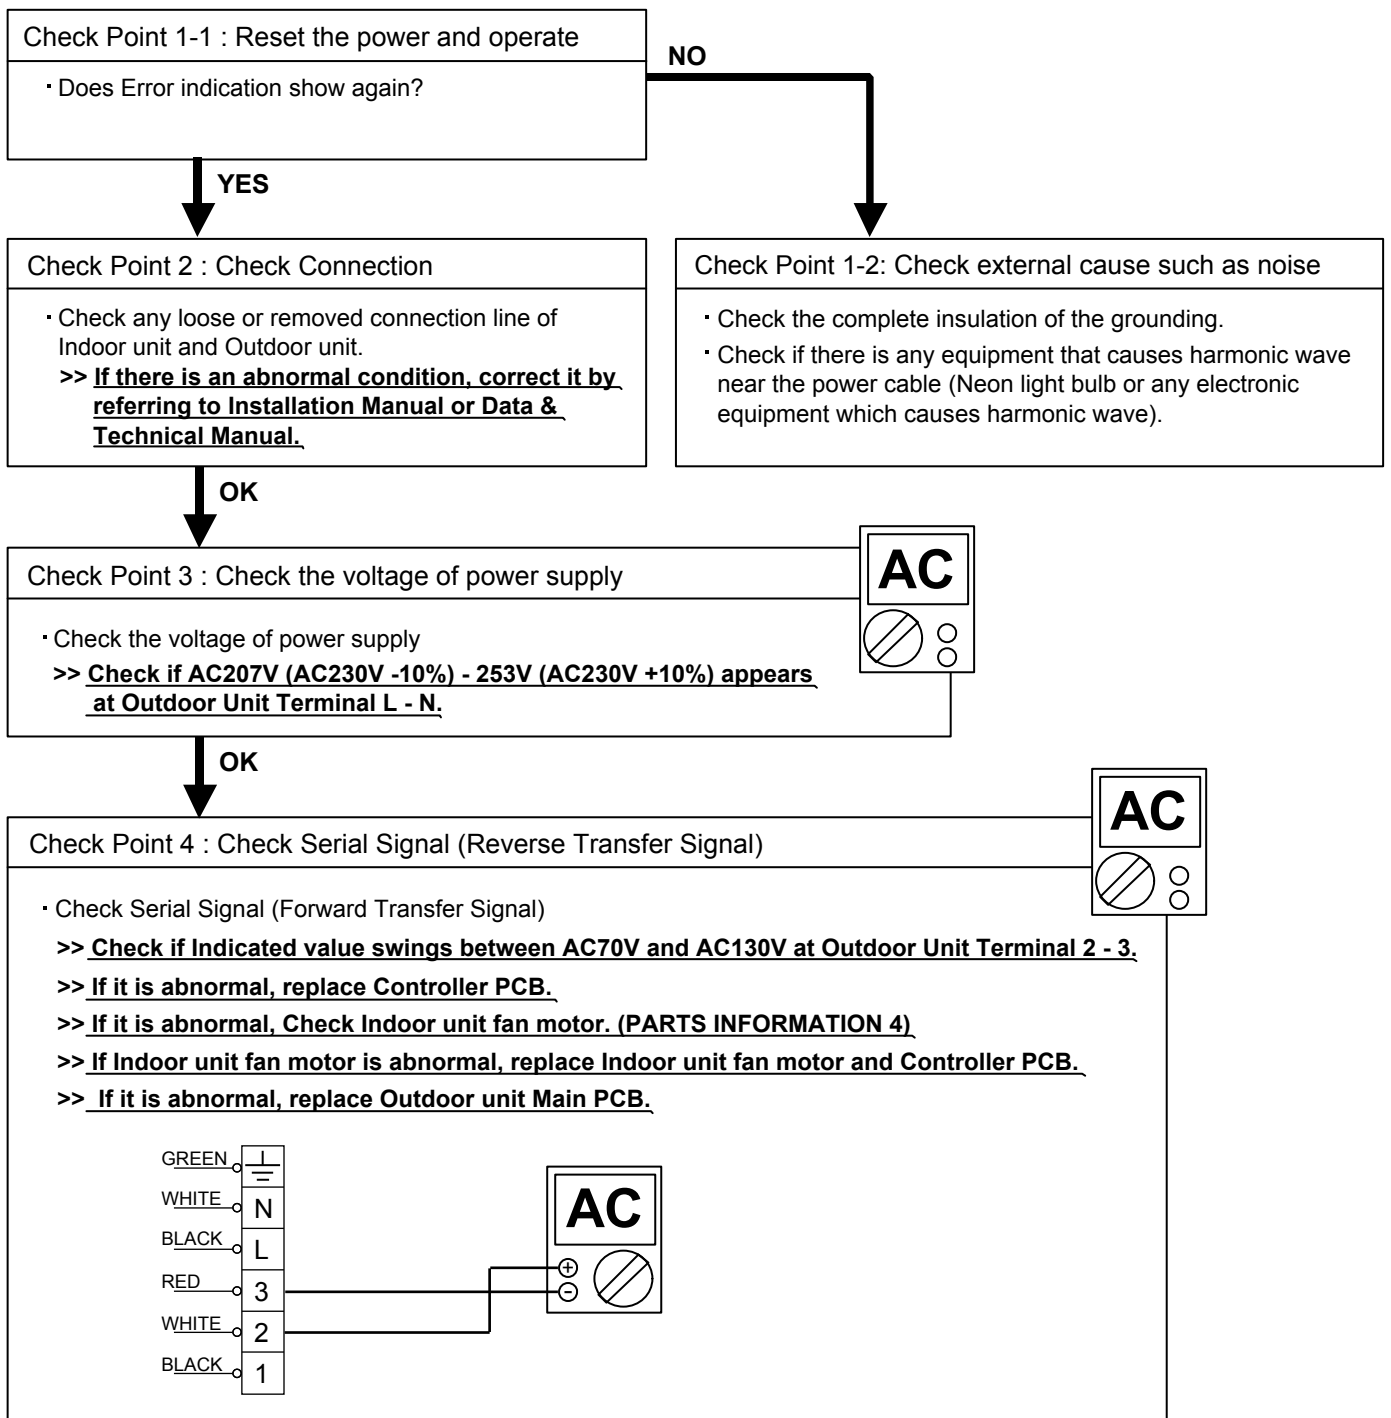 Check Point 1-1 : Reset the power and operate
· Does Error indication show again?
NO
YES
Check Point 2 : Check Connection
· Check any loose or removed connection line of
Indoor unit and Outdoor unit.
>> If there is an abnormal condition, correct it by
referring to Installation Manual or Data &
Technical Manual.
Check Point 1-2: Check external cause such as noise
· Check the complete insulation of the grounding.
· Check if there is any equipment that causes harmonic wave
near the power cable (Neon light bulb or any electronic
equipment which causes harmonic wave).
OK
Check Point 3 : Check the voltage of power supply
AC
· Check the voltage of power supply
>> Check if AC207V (AC230V -10%) - 253V (AC230V +10%) appears
at Outdoor Unit Terminal L - N.
OK
Check Point 4 : Check Serial Signal (Reverse Transfer Signal)
AC
· Check Serial Signal (Forward Transfer Signal)
>> Check if Indicated value swings between AC70V and AC130V at Outdoor Unit Terminal 2 - 3.
>> If it is abnormal, replace Controller PCB.
>> If it is abnormal, Check Indoor unit fan motor. (PARTS INFORMATION 4)
>> If Indoor unit fan motor is abnormal, replace Indoor unit fan motor and Controller PCB.
>> If it is abnormal, replace Outdoor unit Main PCB.
GREEN
WHITE N
BLACK L
RED 3
WHITE 2
BLACK 1
AC
+
-